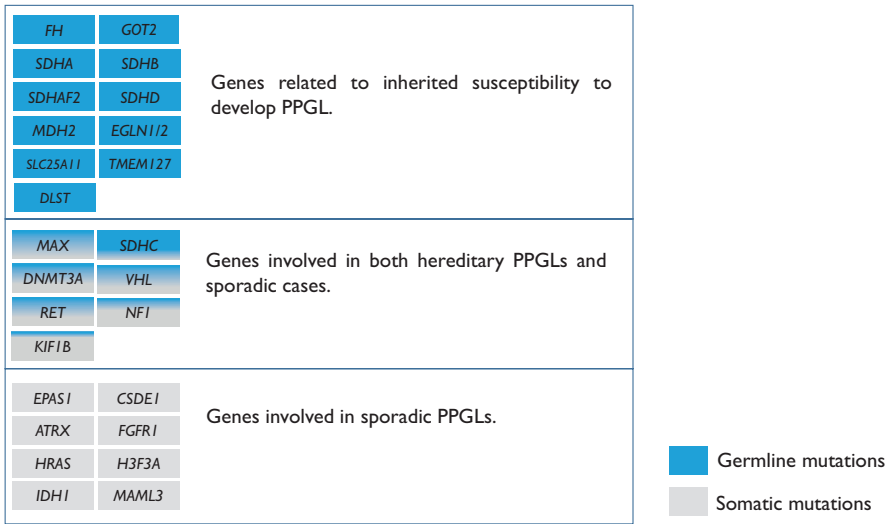 FH GOT2
SDHA SDHB
SDHAF2 SDHD
MDH2 EGLN1/2
SLC25A11 TMEM127
DLST
Genes related to inherited susceptibility to
develop PPGL.
MAX SDHC
DNMT3A VHL
RET NF1
KIF1B
Genes involved in both hereditary PPGLs and
sporadic cases.
EPAS1 CSDE1
ATRX FGFR1
HRAS H3F3A
IDH1 MAML3
Genes involved in sporadic PPGLs.
Germline mutations
Somatic mutations